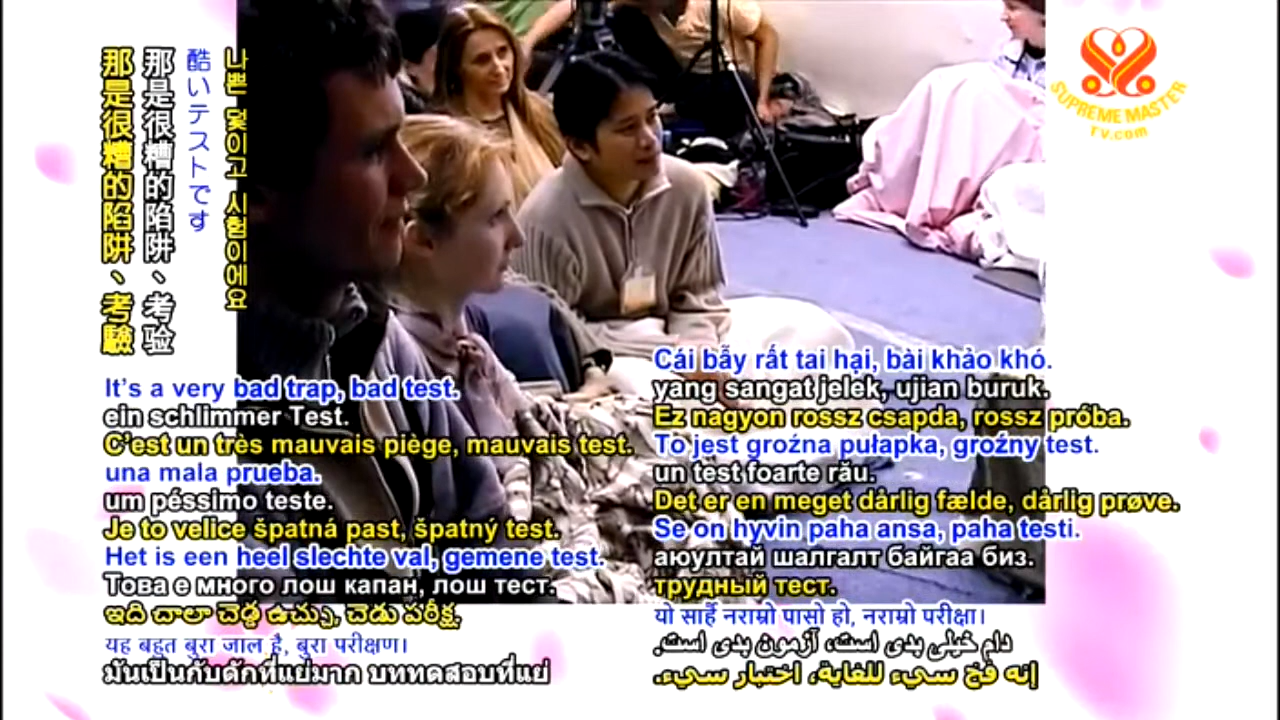 나쁜 덫이고 시험이에요
酷いテストです
那是很糟的陷阱、考验
那是很糟的陷阱、考驗
SUPREME MASTER
TV.com
It's a very bad trap, bad test.
ein schlimmer Test.
C'est un très mauvais piège, mauvais test.
una mala prueba.
um péssimo teste.
Je to velice špatná past, špatný test.
Het is een heel slechte val, gemene test.
Това е много лош капан, лош тест.
ఇది చాలా చెడ్డ ఉచ్చు, చెడు పరీక్ష.
यह बहुत बुरा जाल है, बुरा परीक्षण।
มันเป็นกับดักที่แย่มาก บททดสอบที่แย่
Cái bẫy rất tai hại, bài khảo khó.
yang sangat jelek, ujian buruk.
Ez nagyon rossz csapda, rossz próba.
To jest groźna pułapka, groźny test.
un test foarte rău.
Det er en meget dårlig fælde, dårlig prøve.
Se on hyvin paha ansa, paha testi.
аюултай шалгалт байгаа биз.
трудный тест.
यो साह्रै नराम्रो पासो हो, नराम्रो परीक्षा।
دام خیلی بدی است، آزمون بدی است.
إنه فخ سيء للغاية، اختبار سيء.